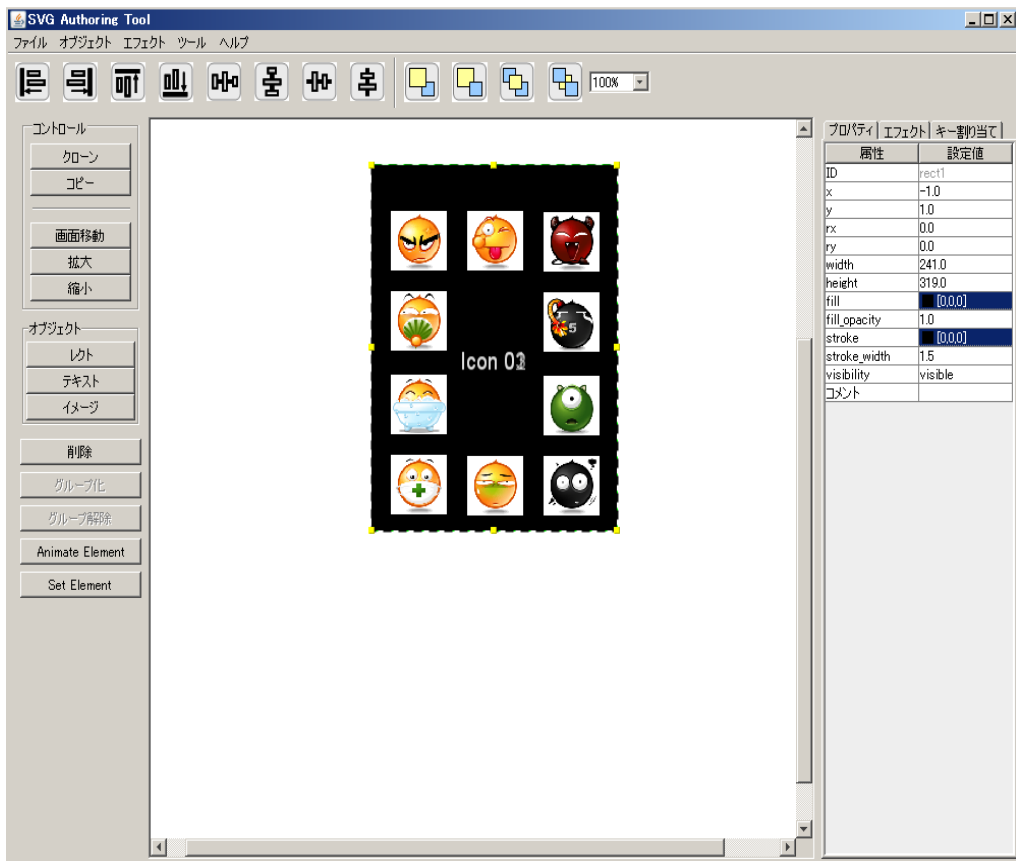 SVG Authoring Tool
ファイル オブジェクト エフェクト ツール ヘルプ
100%
コントロール
クローン
コピー
画面移動
拡大
縮小
オブジェクト
レクト
テキスト
イメージ
削除
グループ化
グループ解除
Animate Element
Set Element
Icon 03
5
プロパティ エフェクト キー割り当て
属性 設定値
ID rect1
x -1.0
y 1.0
rx 0.0
ry 0.0
width 241.0
height 319.0
fill [0,0,0]
fill_opacity 1.0
stroke [0,0,0]
stroke_width 1.5
visibility visible
コメント